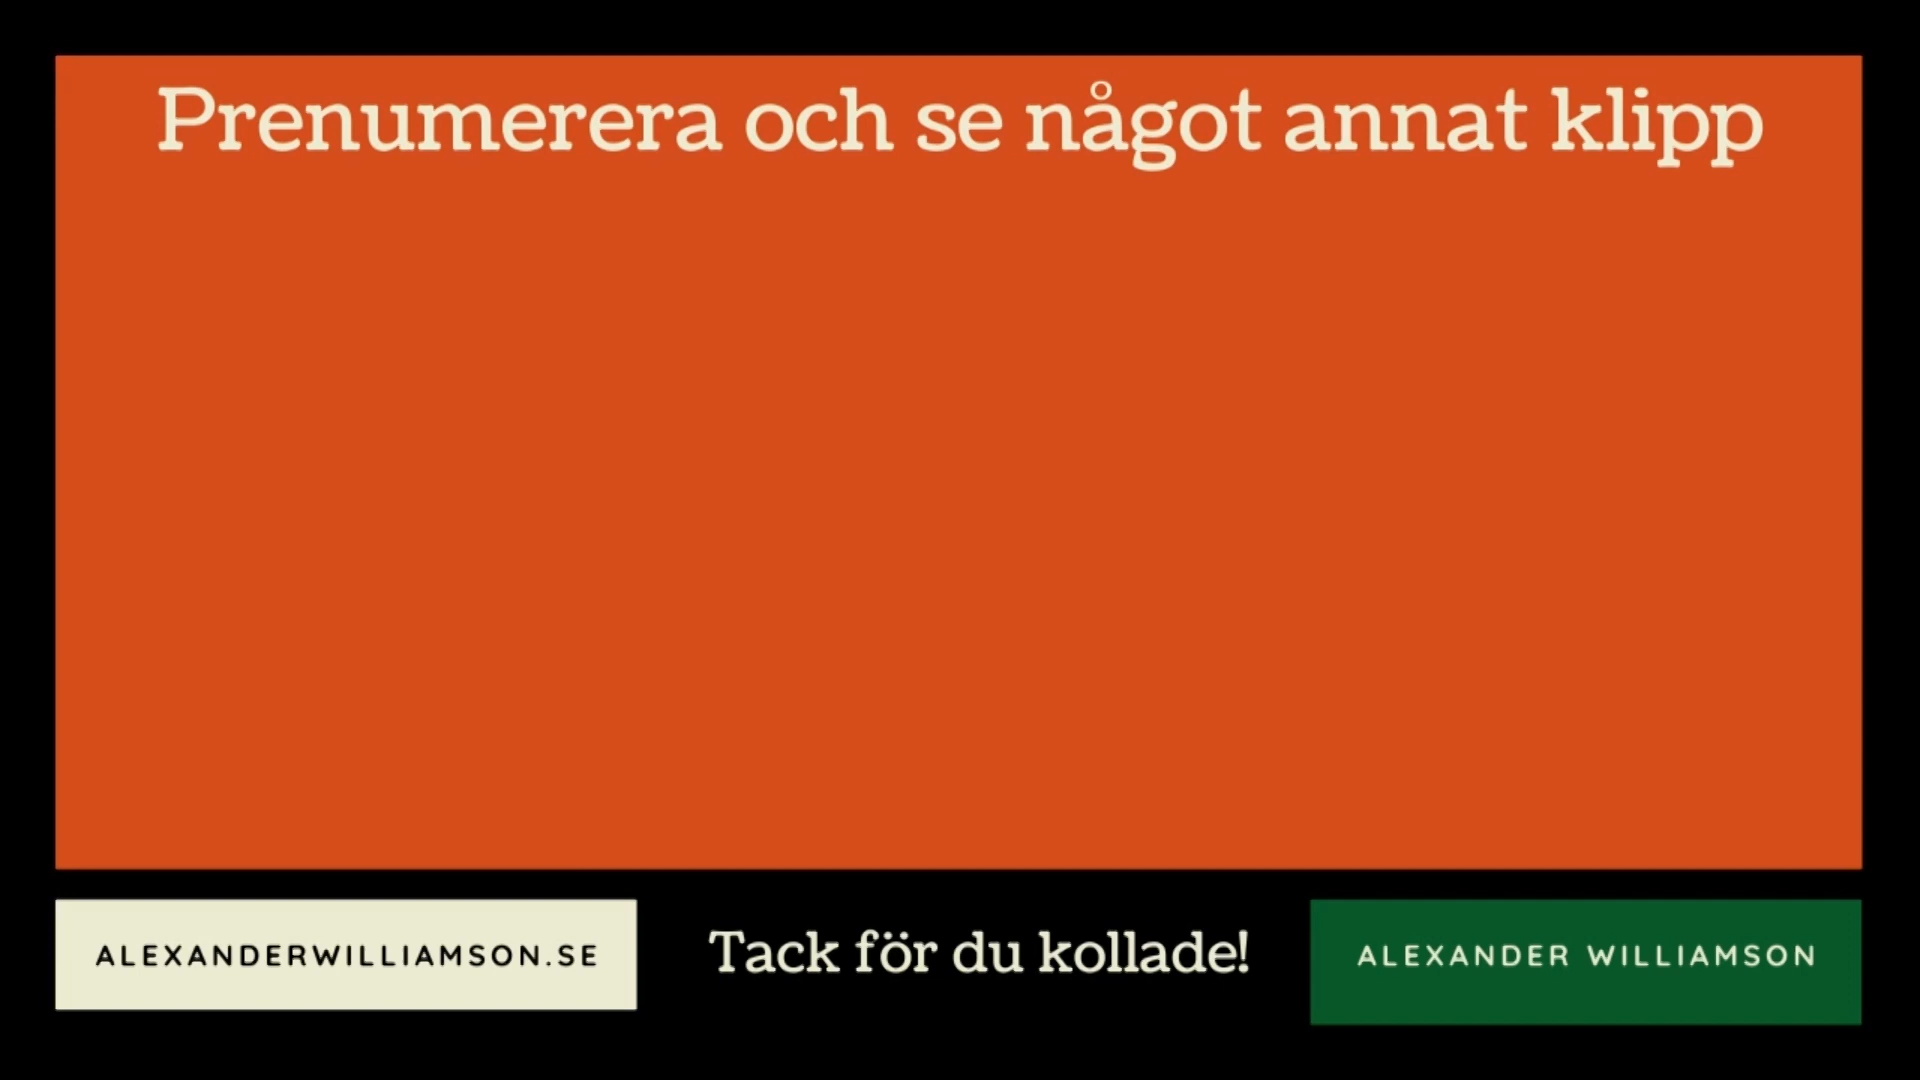 Prenumerera och se något annat klipp
ALEXANDERWILLIAMSON.SE
Tack för du kollade!
ALEXANDER WILLIAMSON